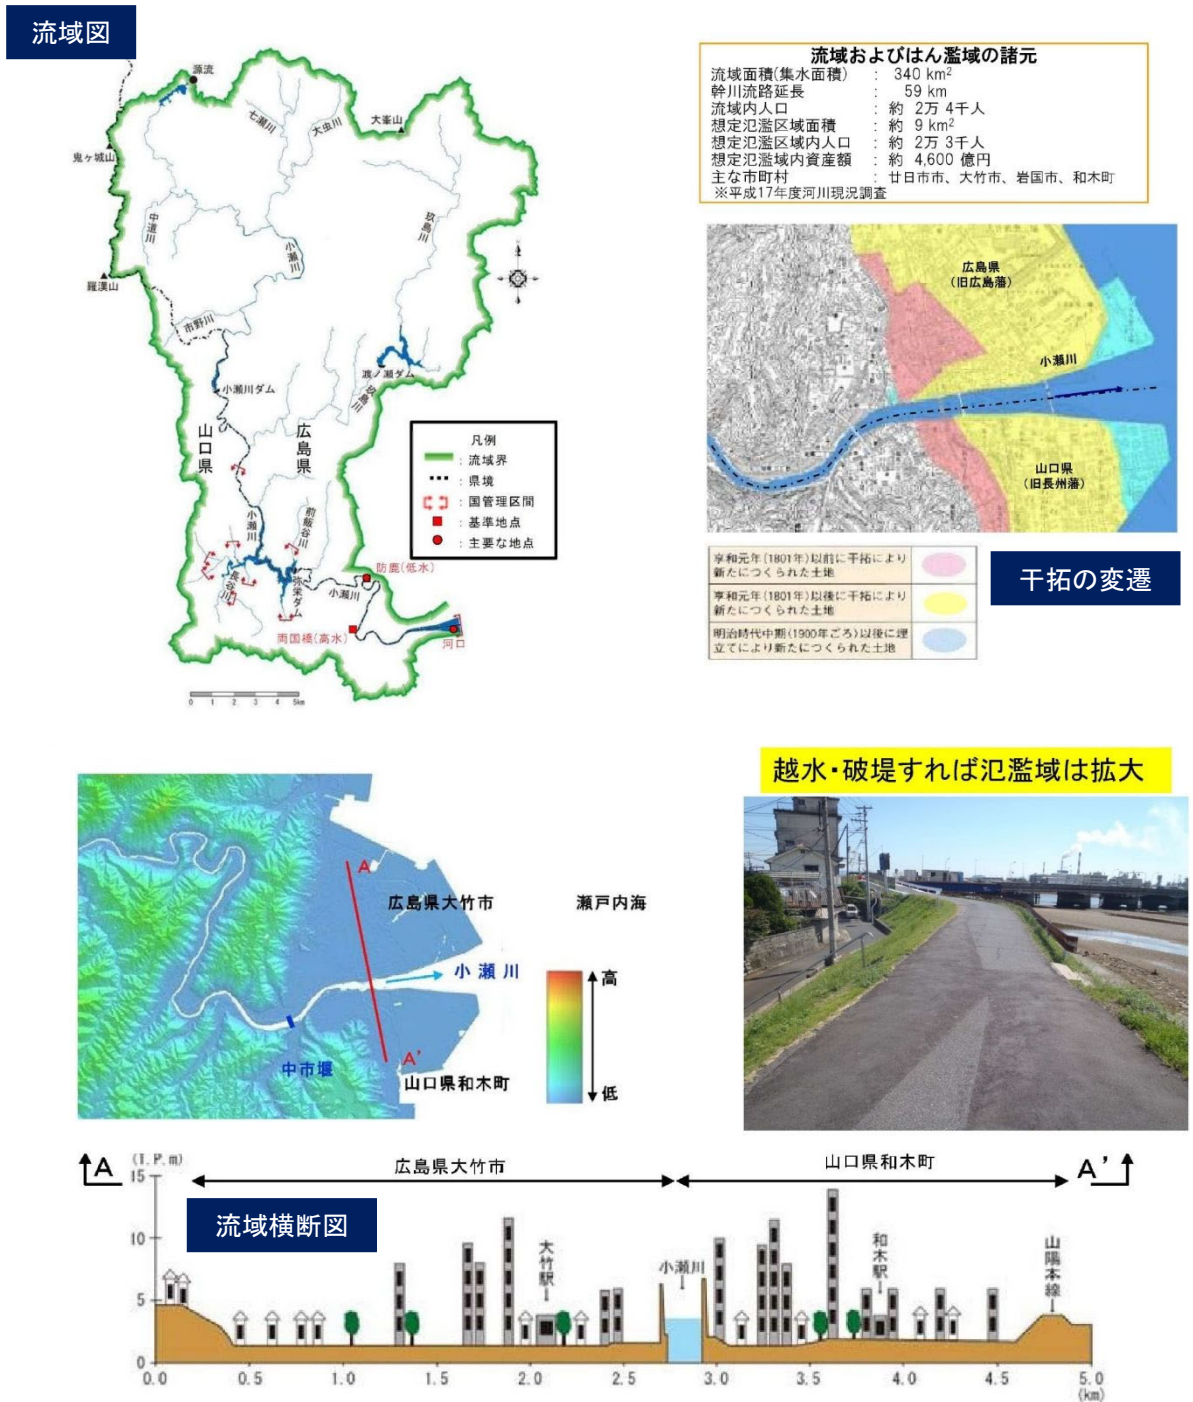 流域図
源流
七瀬川
大虫川
大峯山
鬼ヶ城山
中道川
小瀬川
玖島川
羅漢山
市野川
小瀬川ダム
渡ノ瀬ダム
玖島川
山口県
広島県
小瀬川
前飯谷川
長谷川
弥栄ダム
小瀬川
防鹿(低水)
両国橋(高水)
河口
0 1 2 3 4 5km
凡例
: 流域界
: 県境
: 国管理区間
: 基準地点
: 主要な地点
流域およびはん濫域の諸元
流域面積(集水面積) : 340 km²
幹川流路延長 : 59 km
流域内人口 : 約 2万 4千人
想定氾濫区域面積 : 約 9 km²
想定氾濫区域内人口 : 約 2万 3千人
想定氾濫域内資産額 : 約 4,600 億円
主な市町村 : 廿日市市、大竹市、岩国市、和木町
※平成17年度河川現況調査
広島県
(旧広島藩)
小瀬川
山口県
(旧長州藩)
享和元年(1801年)以前に干拓により
新たにつくられた土地
享和元年(1801年)以後に干拓により
新たにつくられた土地
明治時代中期(1900年ごろ)以後に埋
立てにより新たにつくられた土地
干拓の変遷
A
広島県大竹市
瀬戸内海
小瀬川
中市堰
A'
山口県和木町
高
低
越水・破堤すれば氾濫域は拡大
A
(T.P.m)
広島県大竹市
山口県和木町
A'
流域横断図
大竹駅
小瀬川
和木駅
山陽本線
15
10
5
0
0.0 0.5 1.0 1.5 2.0 2.5 3.0 3.5 4.0 4.5 5.0
(km)